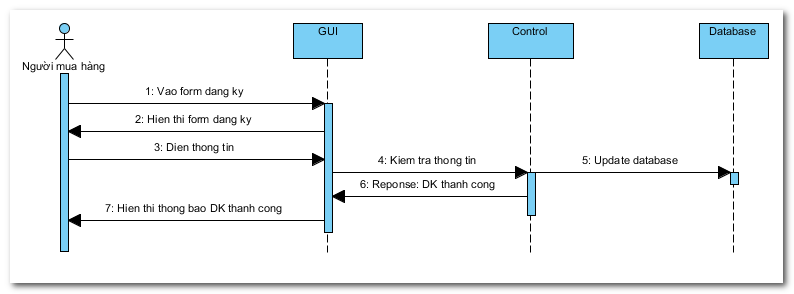 GUI
Control
Database
Người mua hàng
1: Vao form dang ky
2: Hien thi form dang ky
3: Dien thong tin
4: Kiem tra thong tin
5: Update database
6: Reponse: DK thanh cong
7: Hien thi thong bao DK thanh cong